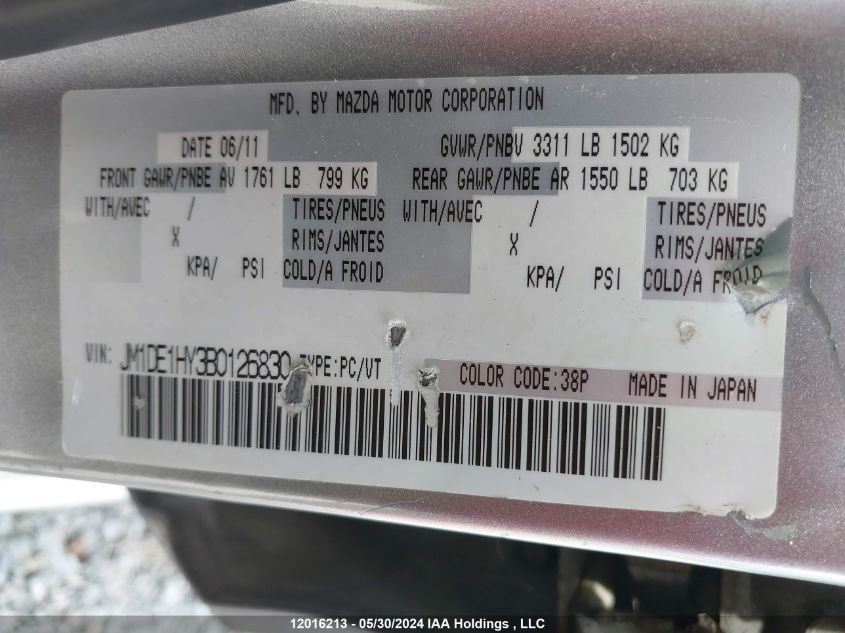 MFD. BY MAZDA MOTOR CORPORATION
DATE 06/11 GVWR/PNBV 3311 LB 1502 KG
FRONT GAWR/PNBE AV 1761 LB 799 KG REAR GAWR/PNBE AR 1550 LB 703 KG
WITH/AVEC / TIRES/PNEUS WITH/AVEC / TIRES/PNEUS
X RIMS/JANTES X RIMS/JANTES
KPA/ PSI COLD/A FROID KPA/ PSI COLD/A FROID
VIN: JM1DE1HY3B0126830 TYPE:PC/VT COLOR CODE:38P MADE IN JAPAN
12016213 - 05/30/2024 IAA Holdings , LLC